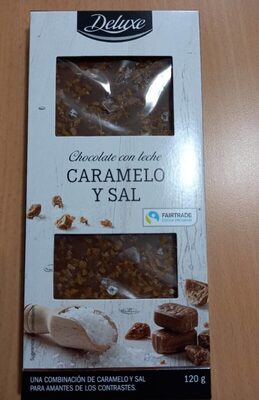 Deluxe
Chocolate con leche
CARAMELO
Y SAL
FAIRTRADE
UNA COMBINACIÓN DE CARAMELO Y SAL
PARA AMANTES DE LOS CONTRASTES.
120 g